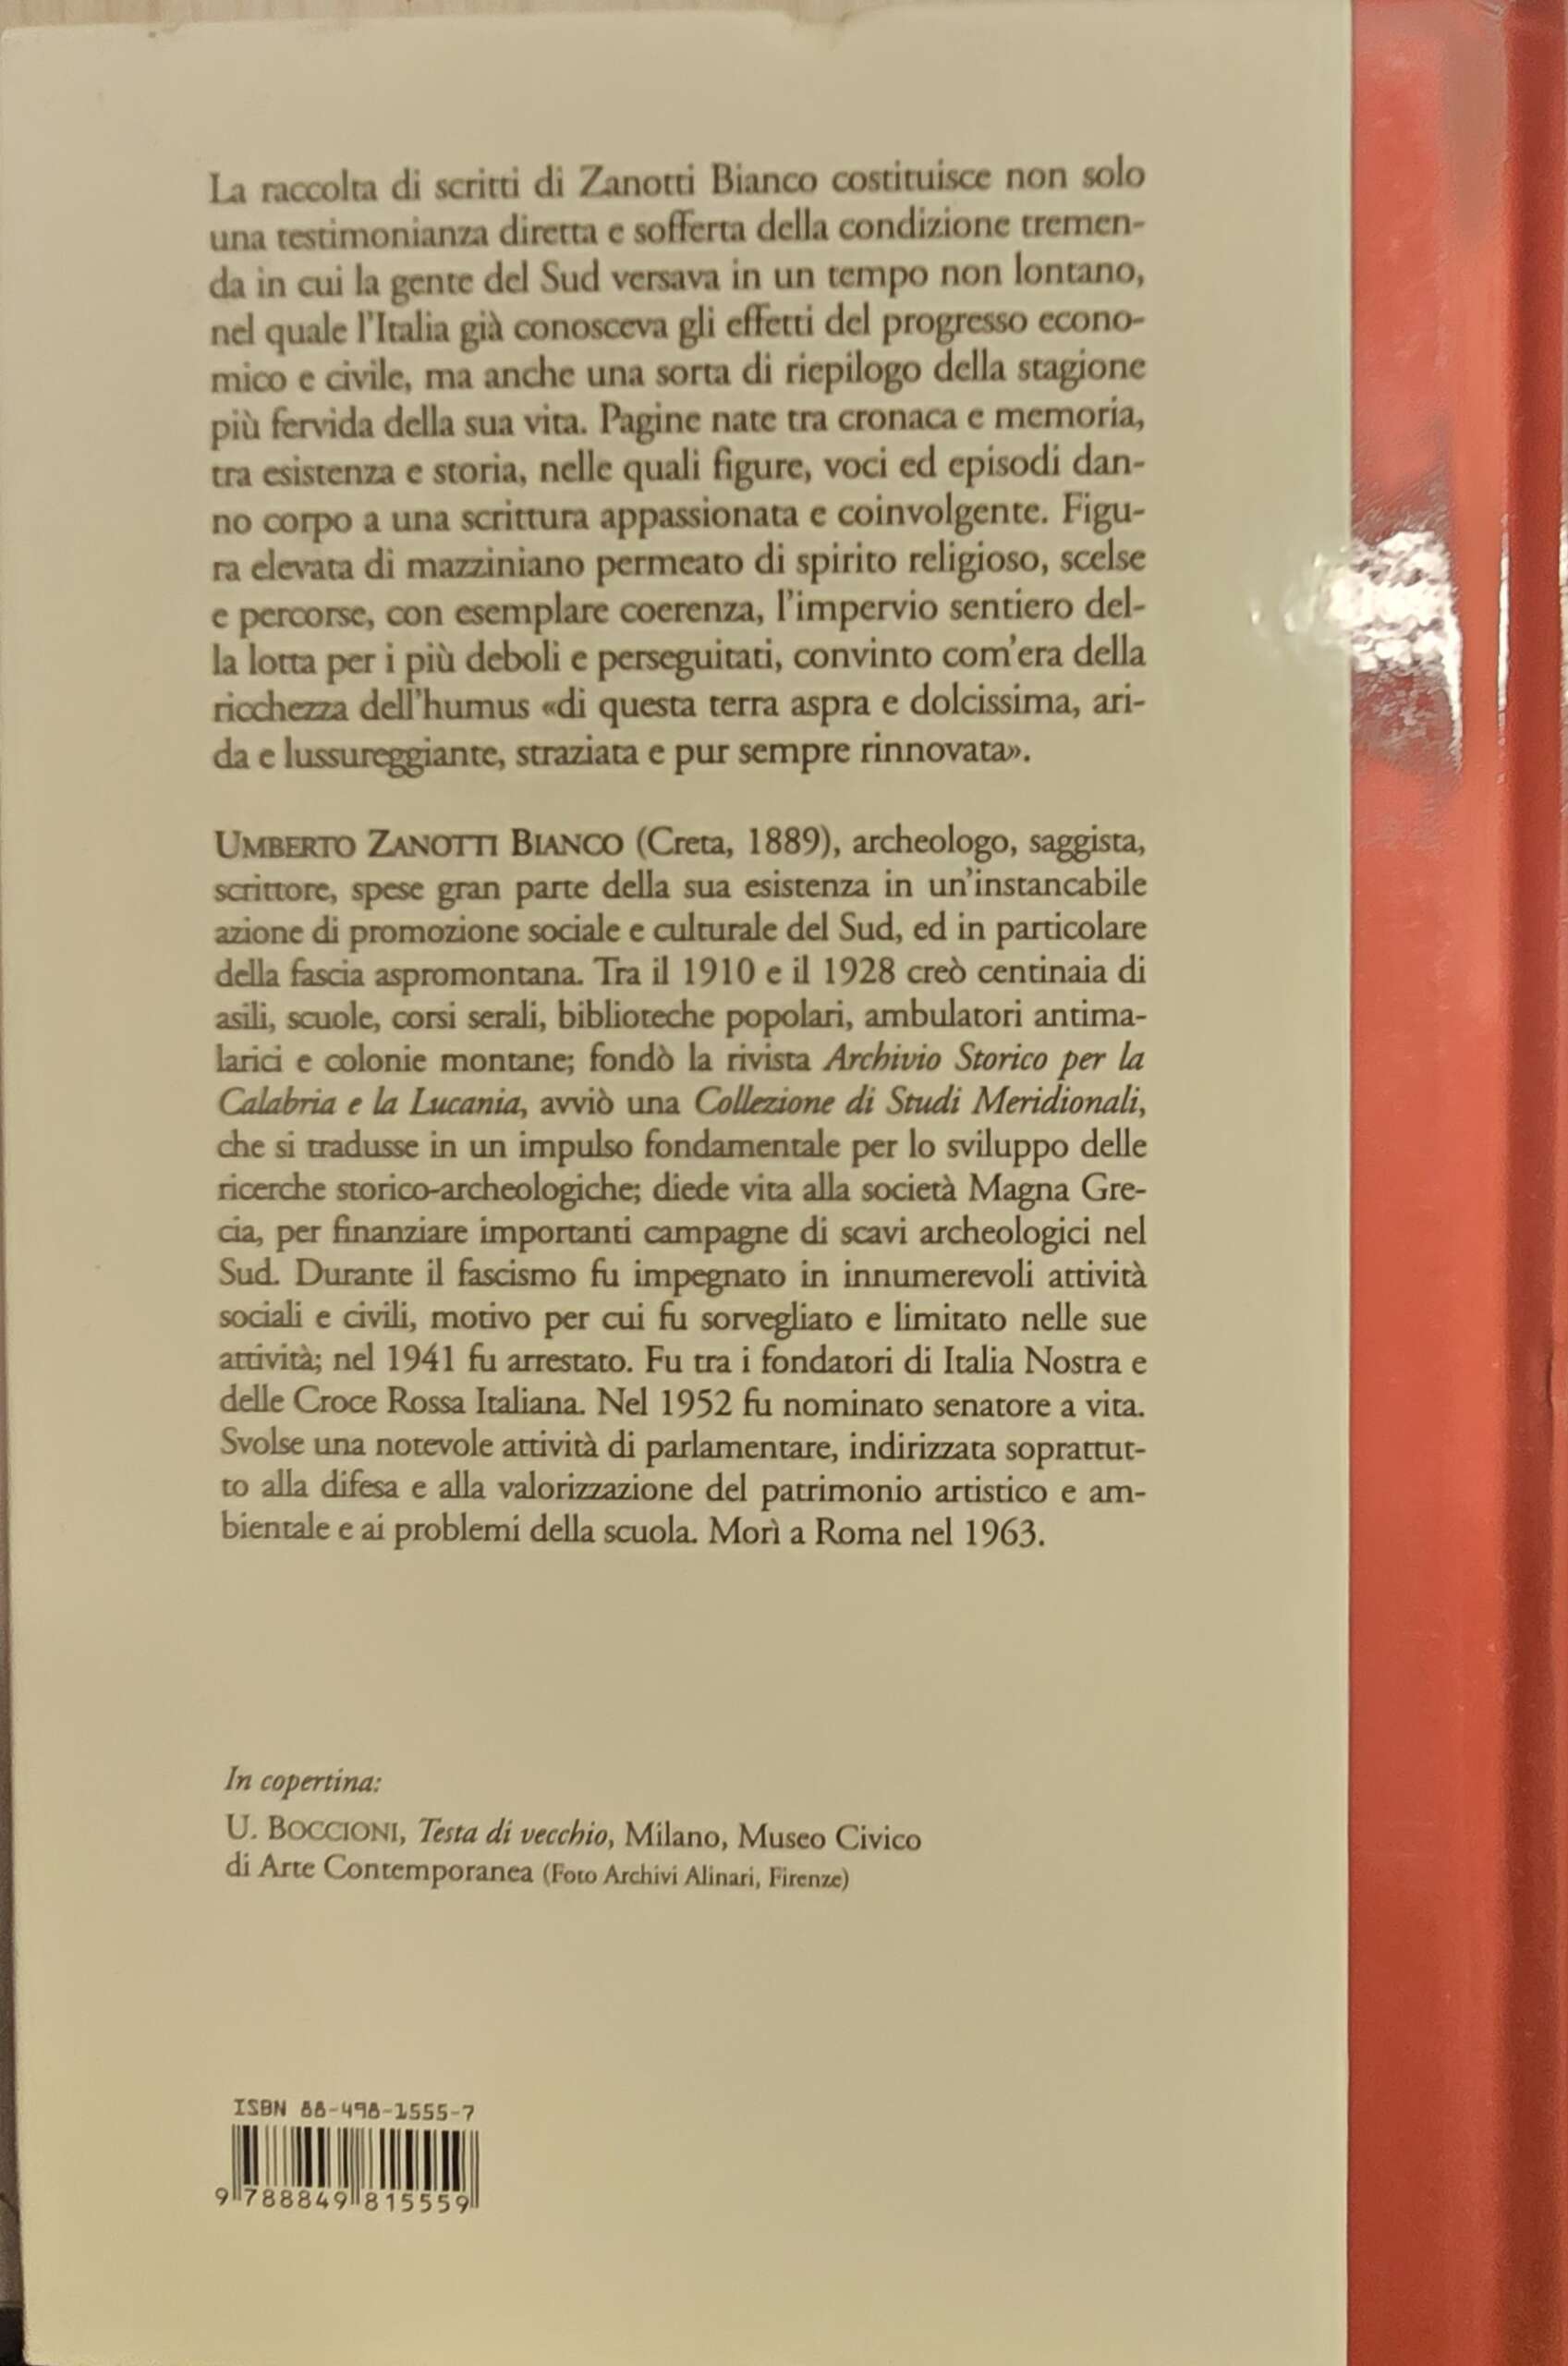 La raccolta di scritti di Zanotti Bianco costituisce non solo
una testimonianza diretta e sofferta della condizione tremen-
da in cui la gente del Sud versava in un tempo non lontano,
nel quale l'Italia già conosceva gli effetti del progresso econo-
mico e civile, ma anche una sorta di riepilogo della stagione
più fervida della sua vita. Pagine nate tra cronaca e memoria,
tra esistenza e storia, nelle quali figure, voci ed episodi dan-
no corpo a una scrittura appassionata e coinvolgente. Figu-
ra elevata di mazziniano permeato di spirito religioso, scelse
e percorse, con esemplare coerenza, l'impervio sentiero del-
la lotta per i più deboli e perseguitati, convinto com'era della
ricchezza dell'humus «di questa terra aspra e dolcissima, ari-
da e lussureggiante, straziata e pur sempre rinnovata».
UMBERTO ZANOTTI BIANCO (Creta, 1889), archeologo, saggista,
scrittore, spese gran parte della sua esistenza in un'instancabile
azione di promozione sociale e culturale del Sud, ed in particolare
della fascia aspromontana. Tra il 1910 e il 1928 creò centinaia di
asili, scuole, corsi serali, biblioteche popolari, ambulatori antima-
larici e colonie montane; fondò la rivista Archivio Storico per la
Calabria e la Lucania, avviò una Collezione di Studi Meridionali,
che si tradusse in un impulso fondamentale per lo sviluppo delle
ricerche storico-archeologiche; diede vita alla società Magna Gre-
cia, per finanziare importanti campagne di scavi archeologici nel
Sud. Durante il fascismo fu impegnato in innumerevoli attività
sociali e civili, motivo per cui fu sorvegliato e limitato nelle sue
attività; nel 1941 fu arrestato. Fu tra i fondatori di Italia Nostra e
delle Croce Rossa Italiana. Nel 1952 fu nominato senatore a vita.
Svolse una notevole attività di parlamentare, indirizzata soprattut-
to alla difesa e alla valorizzazione del patrimonio artistico e am-
bientale e ai problemi della scuola. Morì a Roma nel 1963.
In copertina:
U. BOCCIONI, Testa di vecchio, Milano, Museo Civico
di Arte Contemporanea (Foto Archivi Alinari, Firenze)
ISBN 88-498-1555-7
9 788849 815559